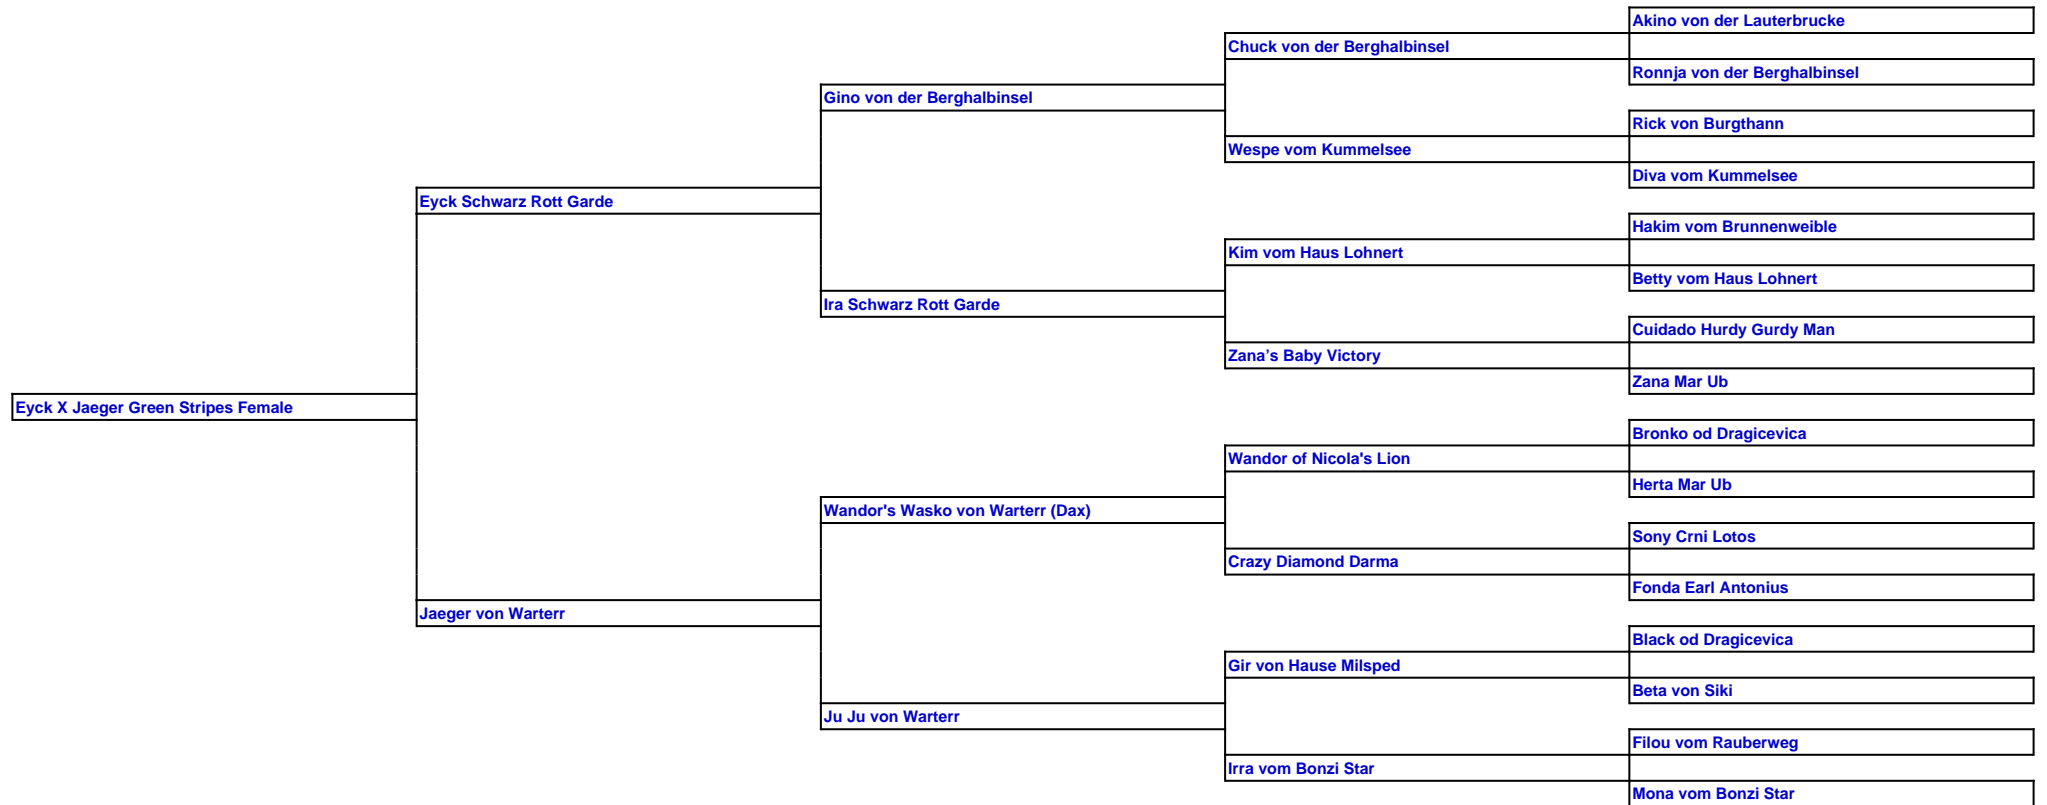 Akino von der Lauterbrucke
Chuck von der Berghalbinsel
Ronnja von der Berghalbinsel
Gino von der Berghalbinsel
Rick von Burgthann
Wespe vom Kummelsee
Diva vom Kummelsee
Eyck Schwarz Rott Garde
Hakim vom Brunnenweible
Kim vom Haus Lohnert
Betty vom Haus Lohnert
Ira Schwarz Rott Garde
Cuidado Hurdy Gurdy Man
Zana’s Baby Victory
Zana Mar Ub
Eyck X Jaeger Green Stripes Female
Bronko od Dragicevica
Wandor of Nicola's Lion
Herta Mar Ub
Wandor's Wasko von Warterr (Dax)
Sony Crni Lotos
Crazy Diamond Darma
Fonda Earl Antonius
Jaeger von Warterr
Black od Dragicevica
Gir von Hause Milsped
Beta von Siki
Ju Ju von Warterr
Filou vom Rauberweg
Irra vom Bonzi Star
Mona vom Bonzi Star